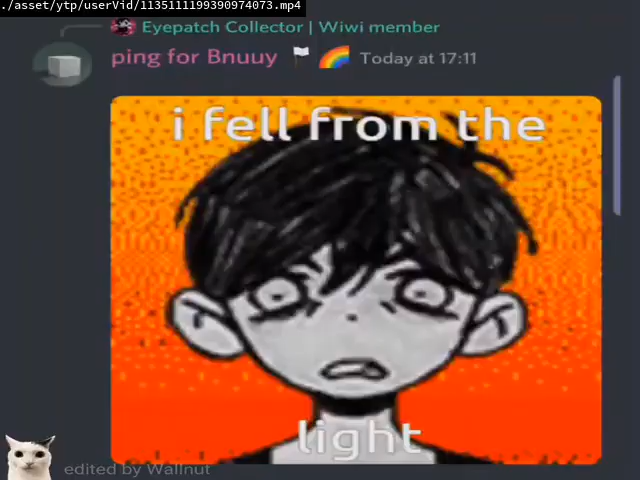 ./asset/ytp/userVid/1135111199390974073.mp4
Eyepatch Collector | Wiwi member
ping for Bnuuy 🏳️‍🌈 Today at 17:11
i fell from the
light
edited by Wallnut